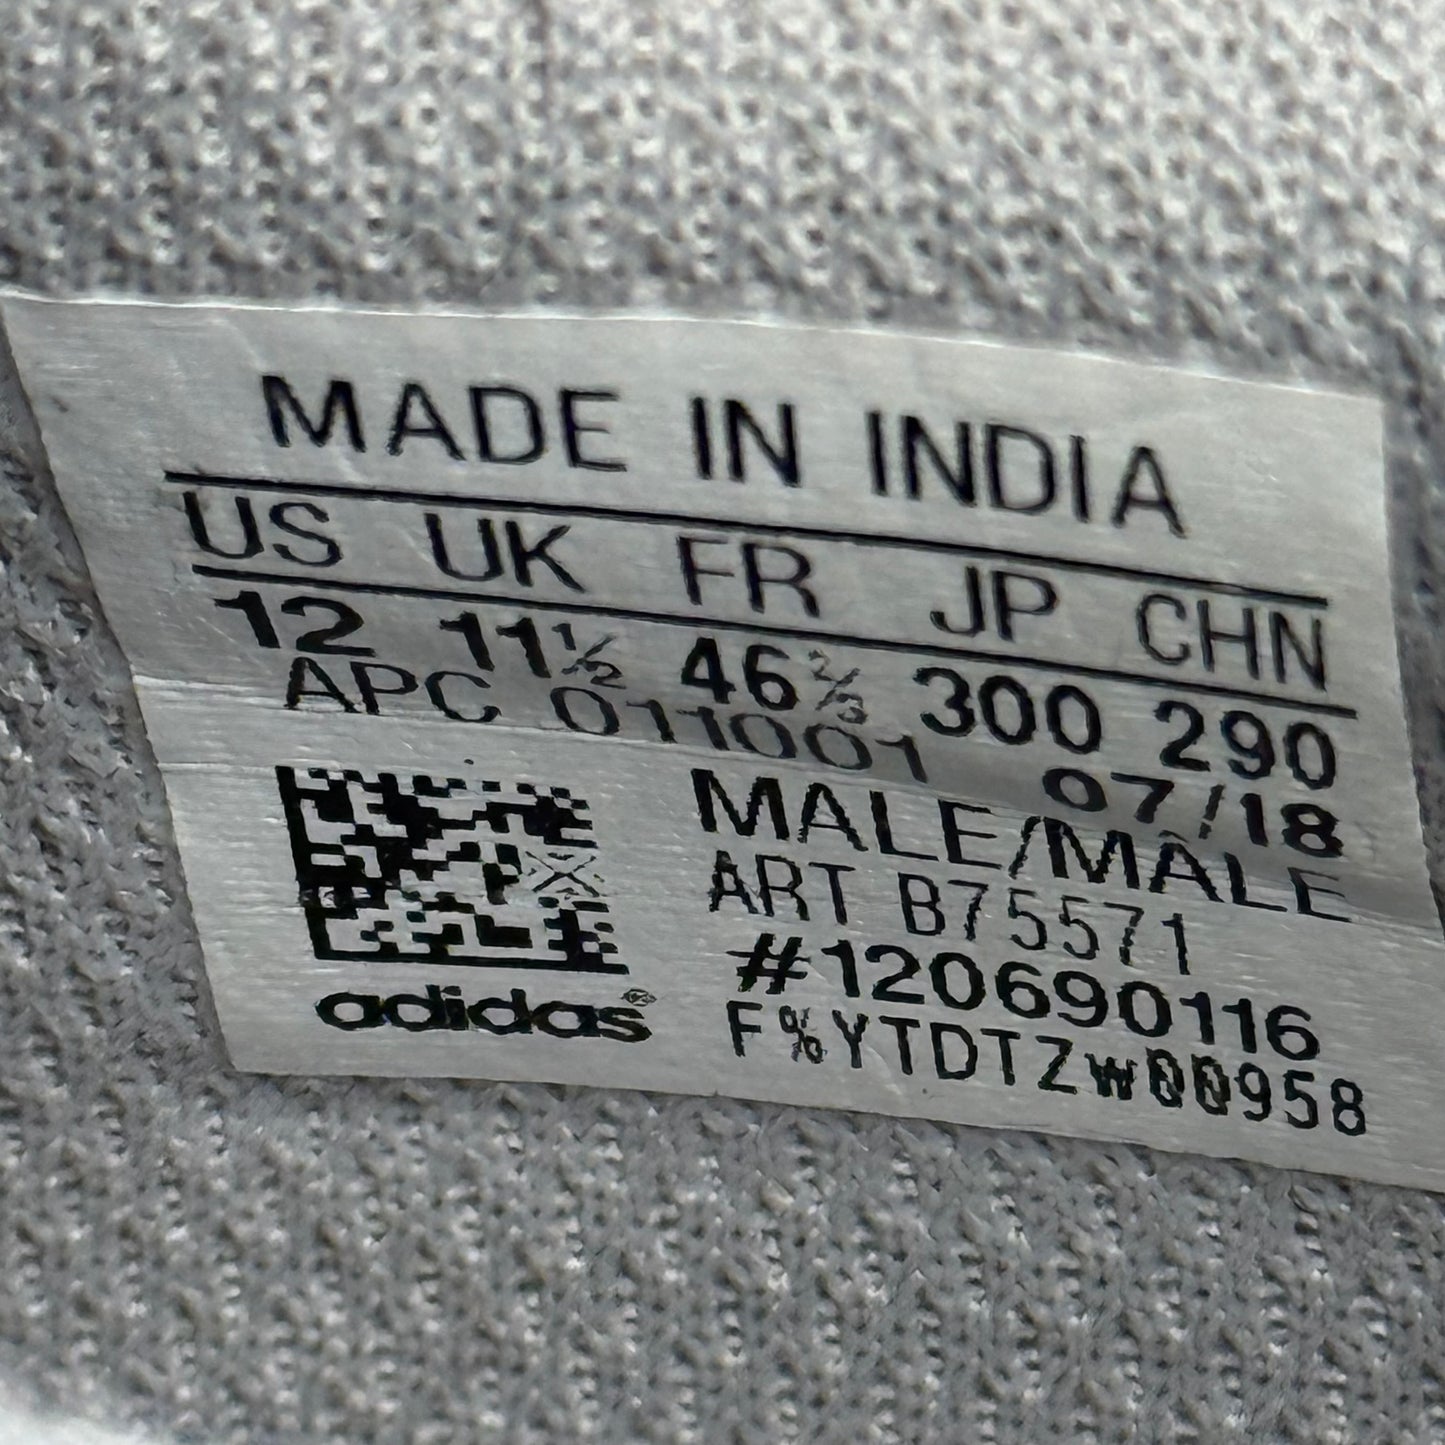 MADE IN INDIA
US UK FR JP CHN
12 11½ 46⅔ 300 290
APC 011001 07/18
MALE/MÂLE
ART B75571
#120690116
F%YTDTZW00958
adidas®